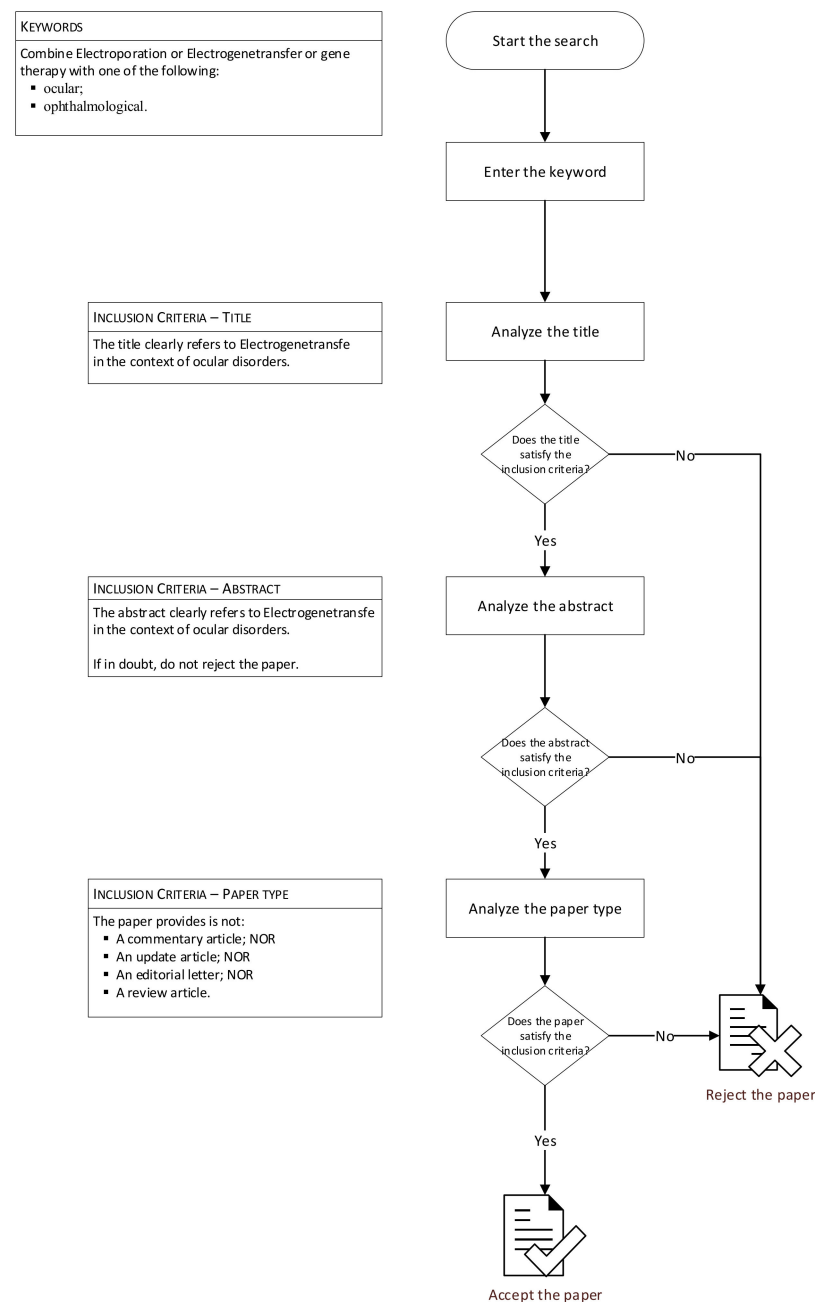 KEYWORDS
Combine Electroporation or Electrogenetransfer or gene
therapy with one of the following:
▪ ocular;
▪ ophthalmological.
Start the search
Enter the keyword
INCLUSION CRITERIA – TITLE
The title clearly refers to Electrogenetransfe
in the context of ocular disorders.
Analyze the title
Does the title
satisfy the
inclusion criteria?
No
Yes
INCLUSION CRITERIA – ABSTRACT
The abstract clearly refers to Electrogenetransfe
in the context of ocular disorders.
If in doubt, do not reject the paper.
Analyze the abstract
Does the abstract
satisfy the
inclusion criteria?
No
Yes
INCLUSION CRITERIA – PAPER TYPE
The paper provides is not:
▪ A commentary article; NOR
▪ An update article; NOR
▪ An editorial letter; NOR
▪ A review article.
Analyze the paper type
Does the paper
satisfy the
inclusion criteria?
No
Reject the paper
Yes
Accept the paper